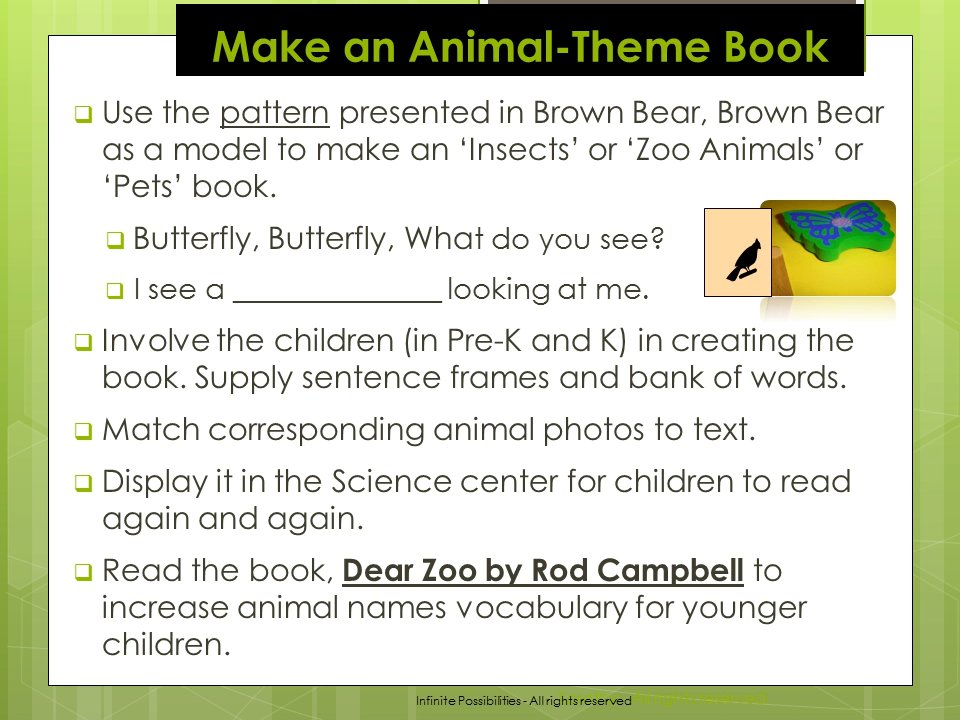 Make an Animal-Theme Book
Use the pattern presented in Brown Bear, Brown Bear
as a model to make an ‘Insects’ or ‘Zoo Animals’ or
‘Pets’ book.
Butterfly, Butterfly, What do you see?
I see a _______________ looking at me.
Involve the children (in Pre-K and K) in creating the
book. Supply sentence frames and bank of words.
Match corresponding animal photos to text.
Display it in the Science center for children to read
again and again.
Read the book, Dear Zoo by Rod Campbell to
increase animal names vocabulary for younger
children.
Infinite Possibilities - All rights reserved